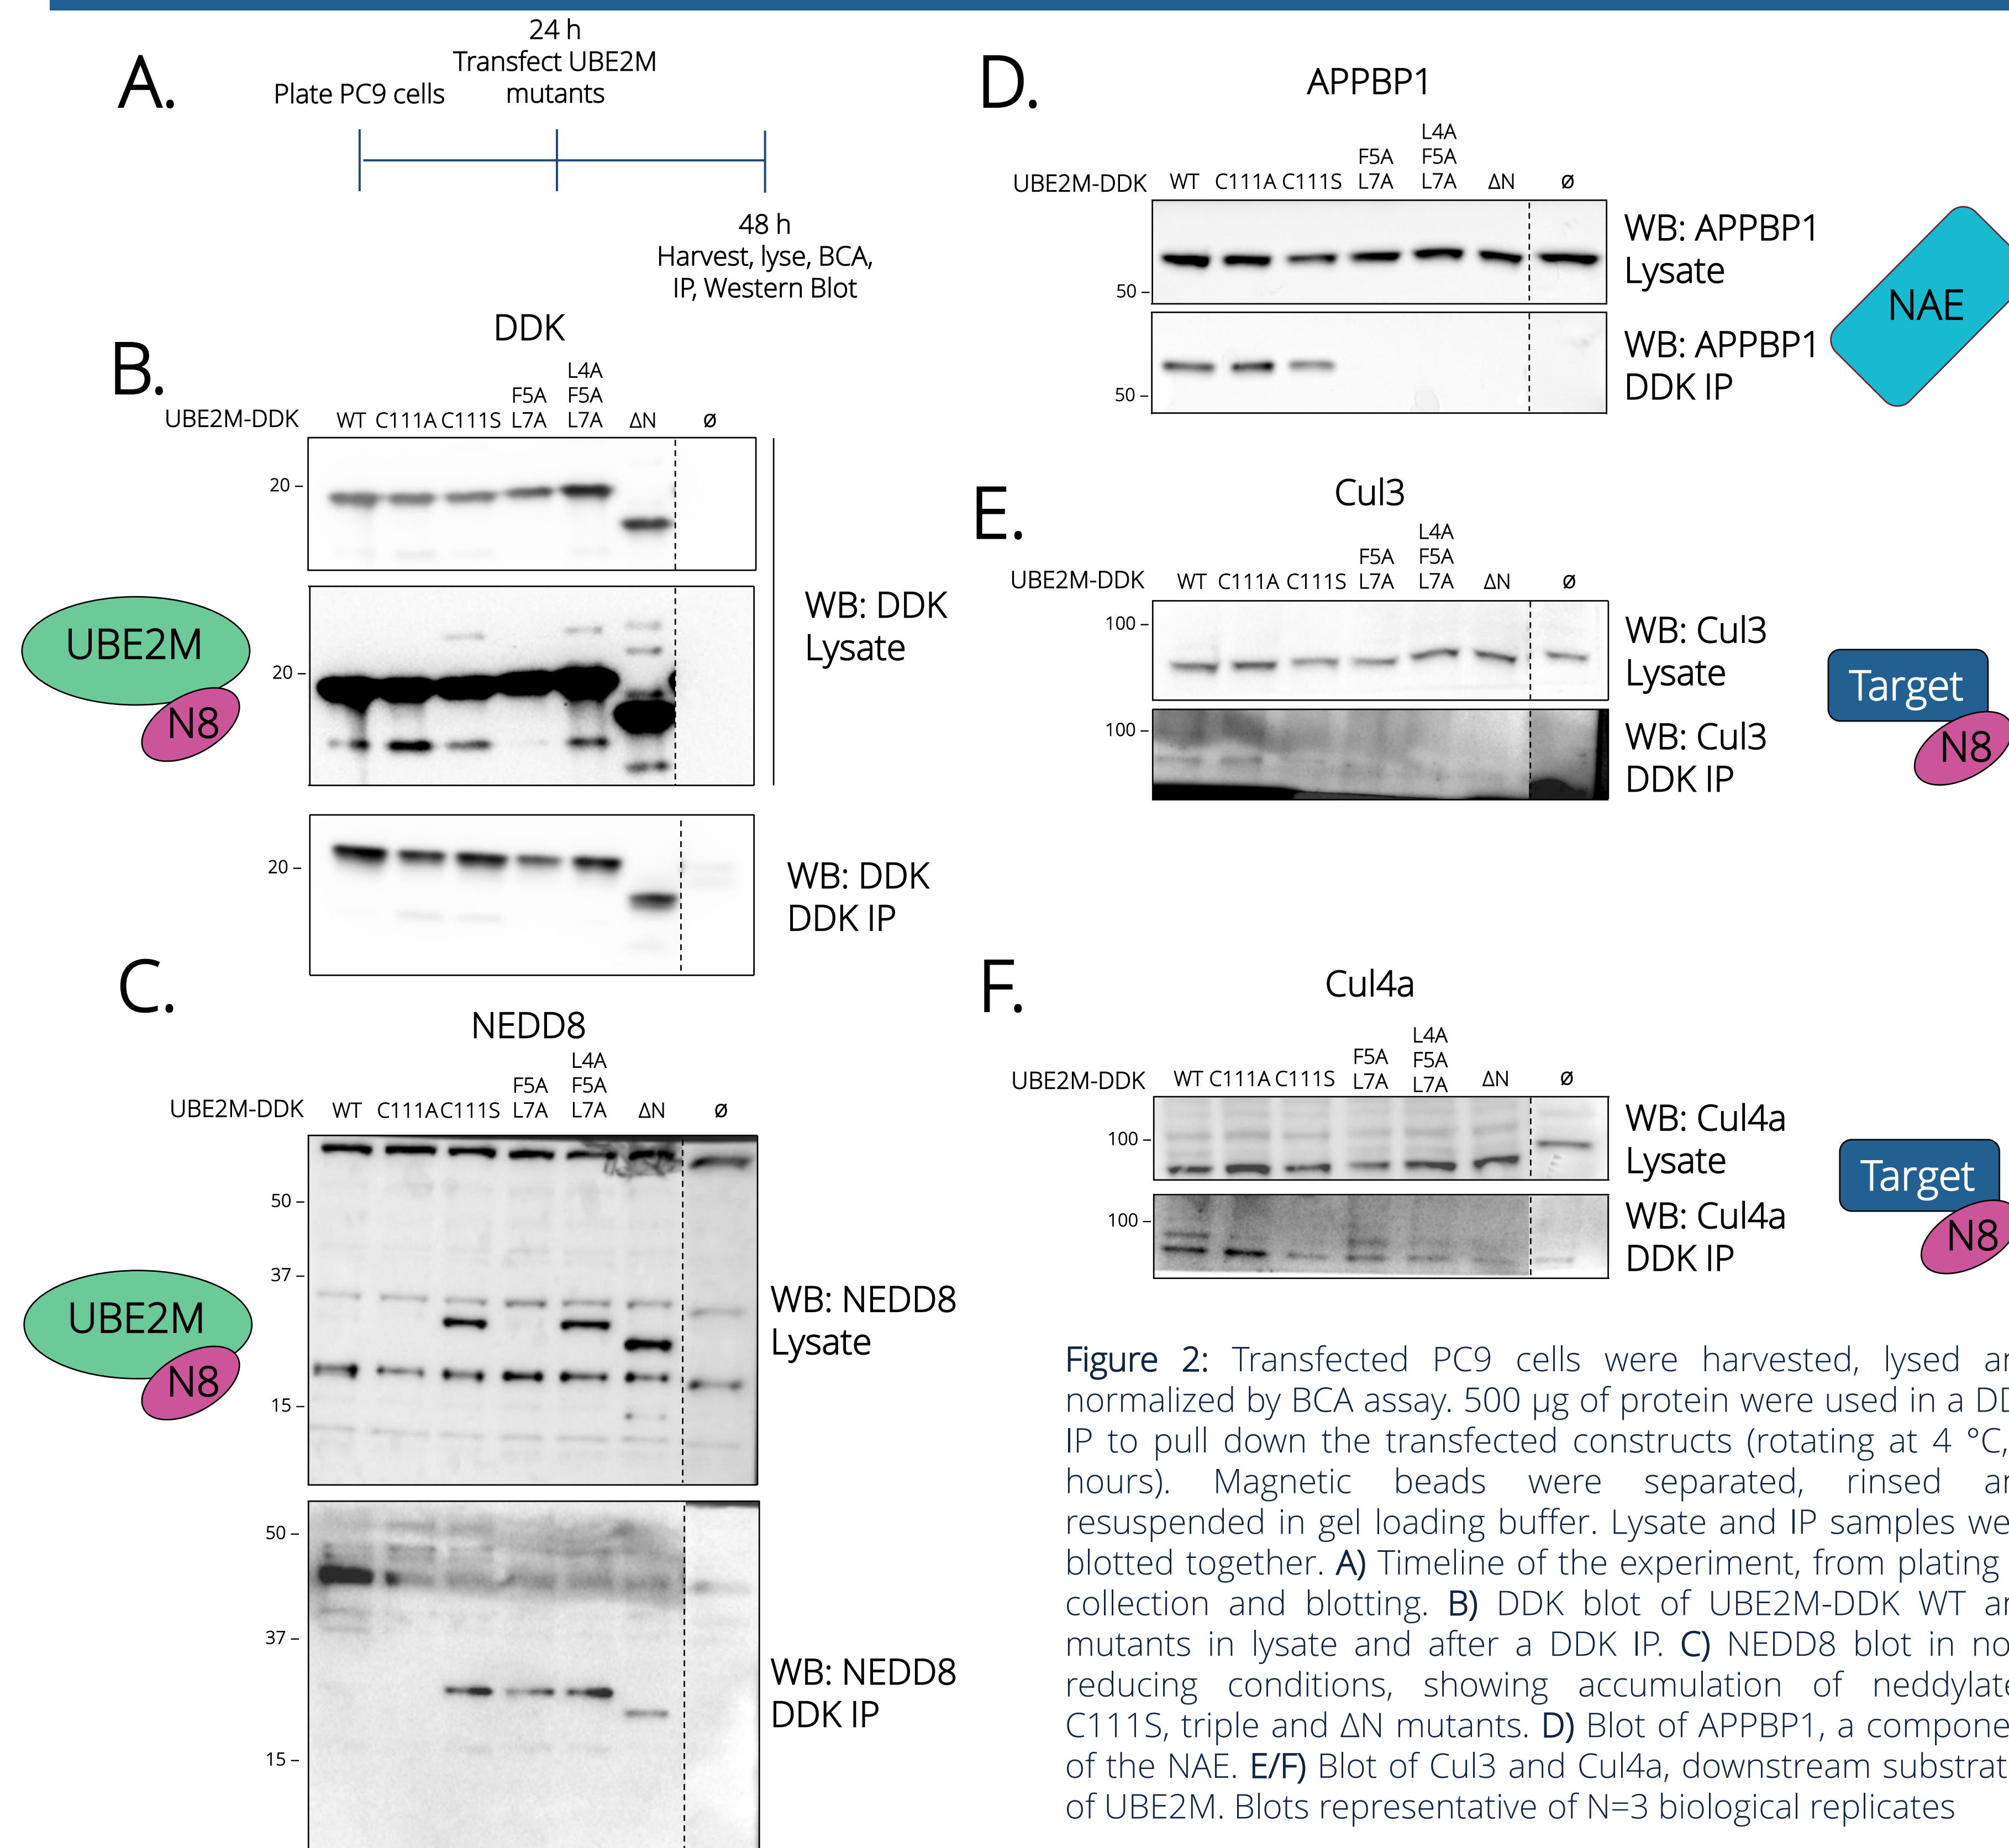 A.
Plate PC9 cells
24 h
Transfect UBE2M
mutants
48 h
Harvest, lyse, BCA,
IP, Western Blot
B.
DDK
UBE2M-DDK
WT
C111A
C111S
F5A
L7A
L4A
F5A
L7A
ΔN
ø
20 –
20 –
WB: DDK
Lysate
UBE2M
N8
20 –
WB: DDK
DDK IP
C.
NEDD8
UBE2M-DDK
WT
C111A
C111S
F5A
L7A
L4A
F5A
L7A
ΔN
ø
50 –
37 –
15 –
WB: NEDD8
Lysate
UBE2M
N8
50 –
37 –
15 –
WB: NEDD8
DDK IP
D.
APPBP1
UBE2M-DDK
WT
C111A
C111S
F5A
L7A
L4A
F5A
L7A
ΔN
ø
50 –
WB: APPBP1
Lysate
50 –
WB: APPBP1
DDK IP
NAE
E.
Cul3
UBE2M-DDK
WT
C111A
C111S
F5A
L7A
L4A
F5A
L7A
ΔN
ø
100 –
WB: Cul3
Lysate
100 –
WB: Cul3
DDK IP
Target
N8
F.
Cul4a
UBE2M-DDK
WT
C111A
C111S
F5A
L7A
L4A
F5A
L7A
ΔN
ø
100 –
WB: Cul4a
Lysate
100 –
WB: Cul4a
DDK IP
Target
N8
Figure 2: Transfected PC9 cells were harvested, lysed
normalized by BCA assay. 500 µg of protein were used in a
IP to pull down the transfected constructs (rotating at 4 °C,
hours). Magnetic beads were separated, rinsed
resuspended in gel loading buffer. Lysate and IP samples
blotted together. A) Timeline of the experiment, from plating
collection and blotting. B) DDK blot of UBE2M-DDK WT
mutants in lysate and after a DDK IP. C) NEDD8 blot in
reducing conditions, showing accumulation of
C111S, triple and ΔN mutants. D) Blot of APPBP1, a
of the NAE. E/F) Blot of Cul3 and Cul4a, downstream
of UBE2M. Blots representative of N=3 biological replicates